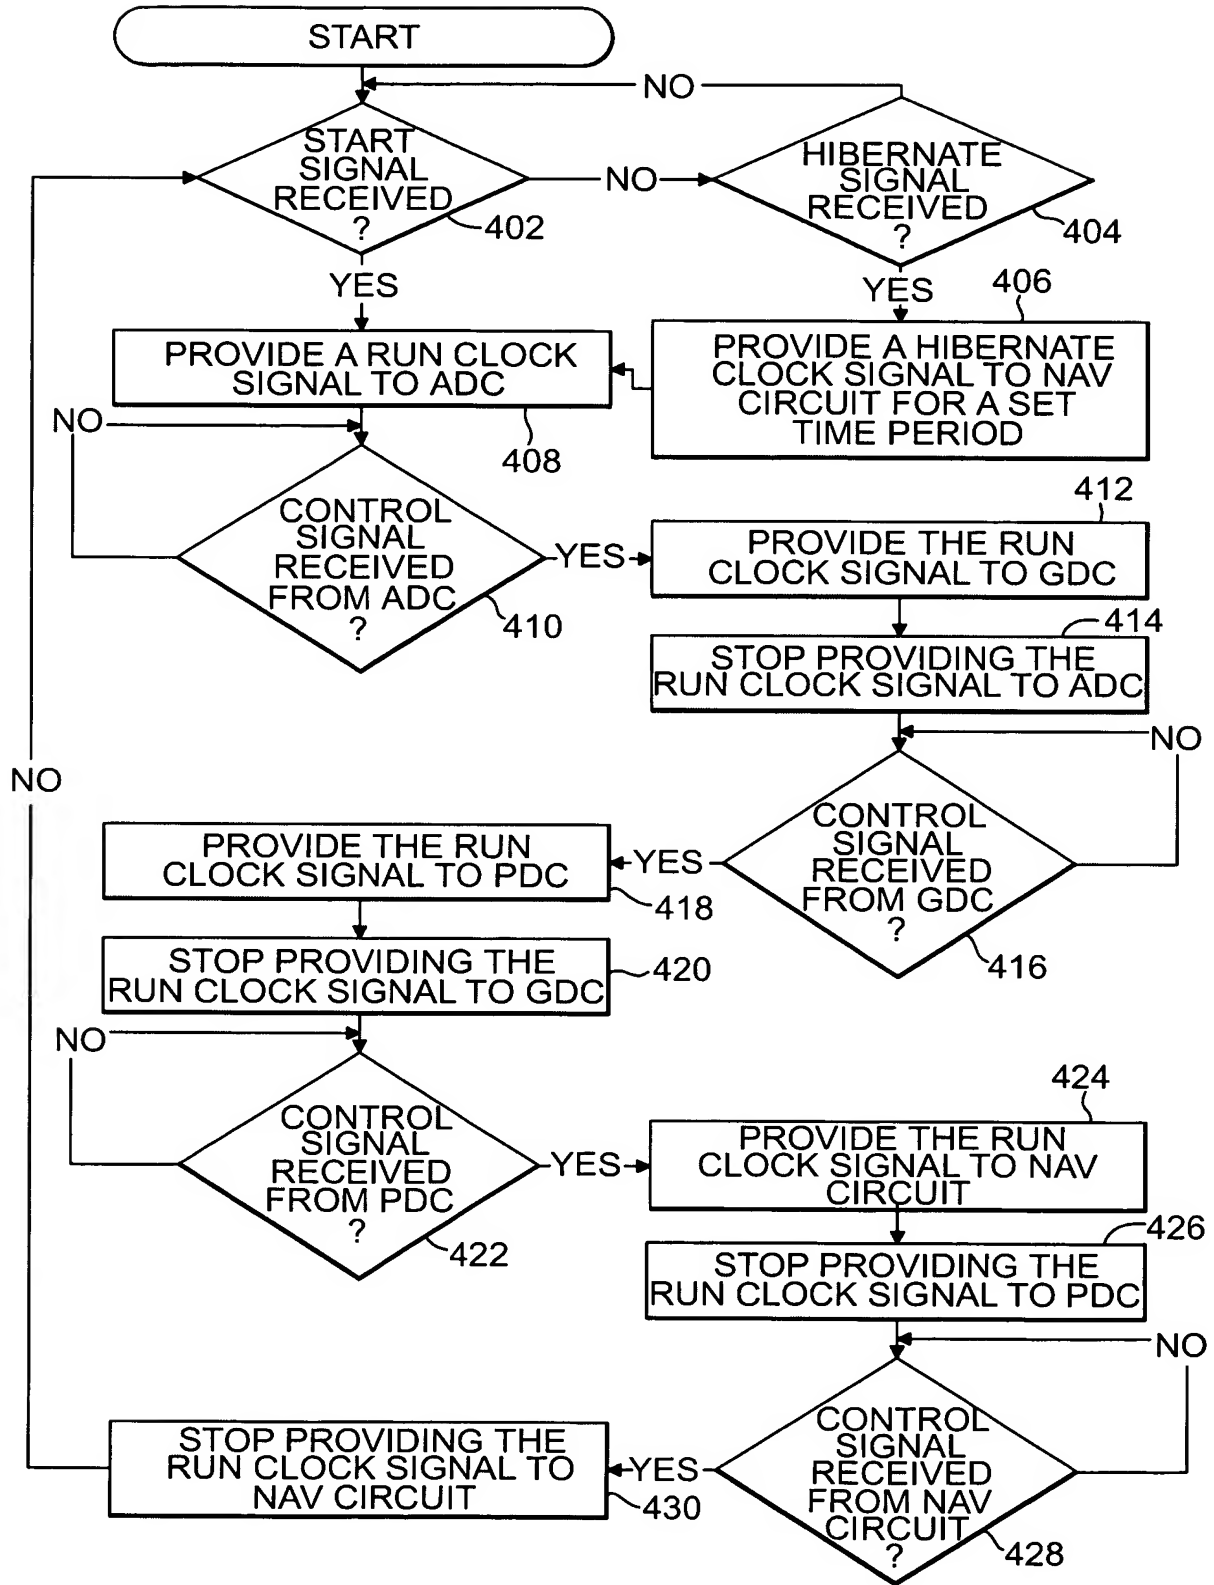 START
NO
START
SIGNAL
RECEIVED
?
402
NO
HIBERNATE
SIGNAL
RECEIVED
?
404
YES
YES
406
PROVIDE A RUN CLOCK
SIGNAL TO ADC
408
PROVIDE A HIBERNATE
CLOCK SIGNAL TO NAV
CIRCUIT FOR A SET
TIME PERIOD
NO
CONTROL
SIGNAL
RECEIVED
FROM ADC
?
410
YES
412
PROVIDE THE RUN
CLOCK SIGNAL TO GDC
414
STOP PROVIDING THE
RUN CLOCK SIGNAL TO ADC
NO
NO
CONTROL
SIGNAL
RECEIVED
FROM GDC
?
416
YES
PROVIDE THE RUN
CLOCK SIGNAL TO PDC
418
STOP PROVIDING THE
RUN CLOCK SIGNAL TO GDC
420
NO
CONTROL
SIGNAL
RECEIVED
FROM PDC
?
422
YES
424
PROVIDE THE RUN
CLOCK SIGNAL TO NAV
CIRCUIT
426
STOP PROVIDING THE
RUN CLOCK SIGNAL TO PDC
NO
CONTROL
SIGNAL
RECEIVED
FROM NAV
CIRCUIT
?
428
YES
STOP PROVIDING THE
RUN CLOCK SIGNAL TO
NAV CIRCUIT
430